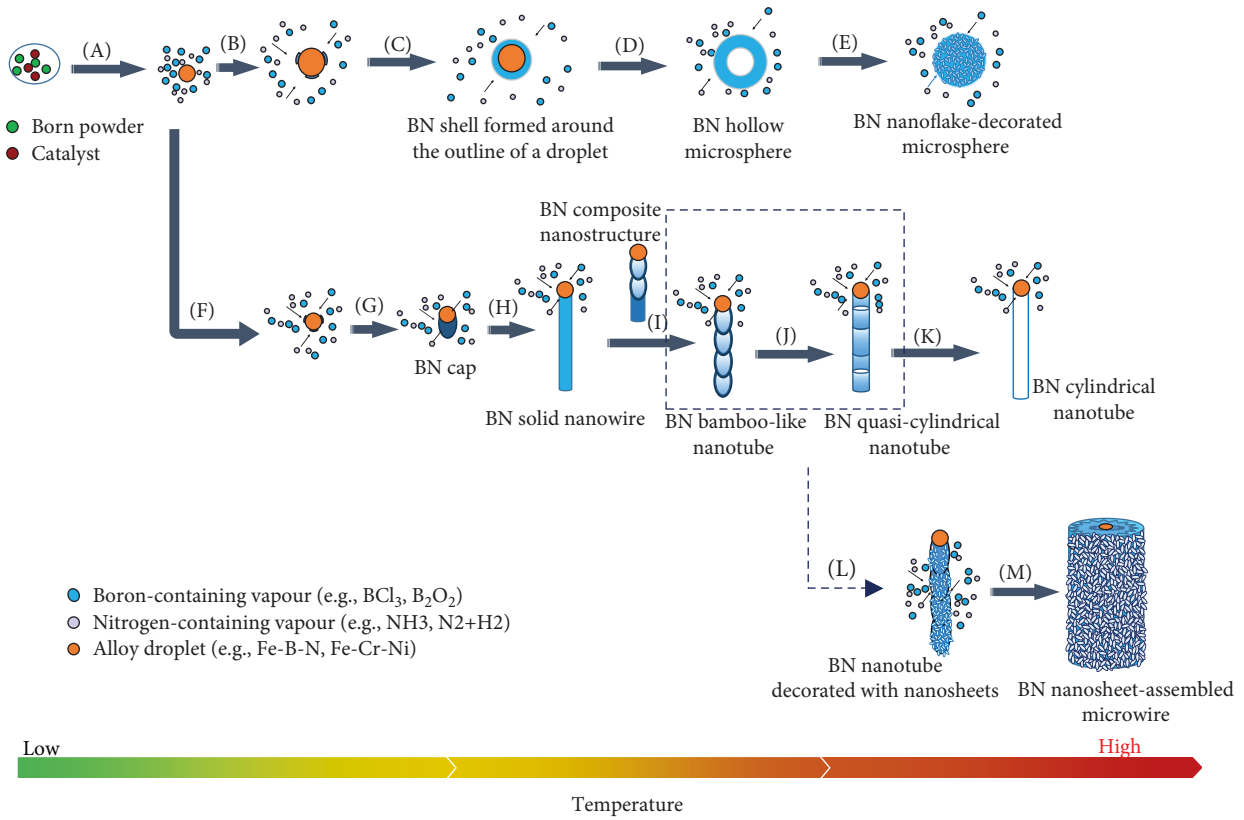 (A)
(B)
(C)
(D)
(E)
Born powder
Catalyst
BN shell formed around
the outline of a droplet
BN hollow
microsphere
BN nanoflake-decorated
microsphere
BN composite
nanostructure
(F)
(G)
(H)
(I)
(J)
(K)
BN cap
BN solid nanowire
BN bamboo-like
nanotube
BN quasi-cylindrical
nanotube
BN cylindrical
nanotube
(L)
(M)
Boron-containing vapour (e.g., BCl₃, B₂O₂)
Nitrogen-containing vapour (e.g., NH3, N2+H2)
Alloy droplet (e.g., Fe-B-N, Fe-Cr-Ni)
BN nanotube
decorated with nanosheets
BN nanosheet-assembled
microwire
Low
High
Temperature